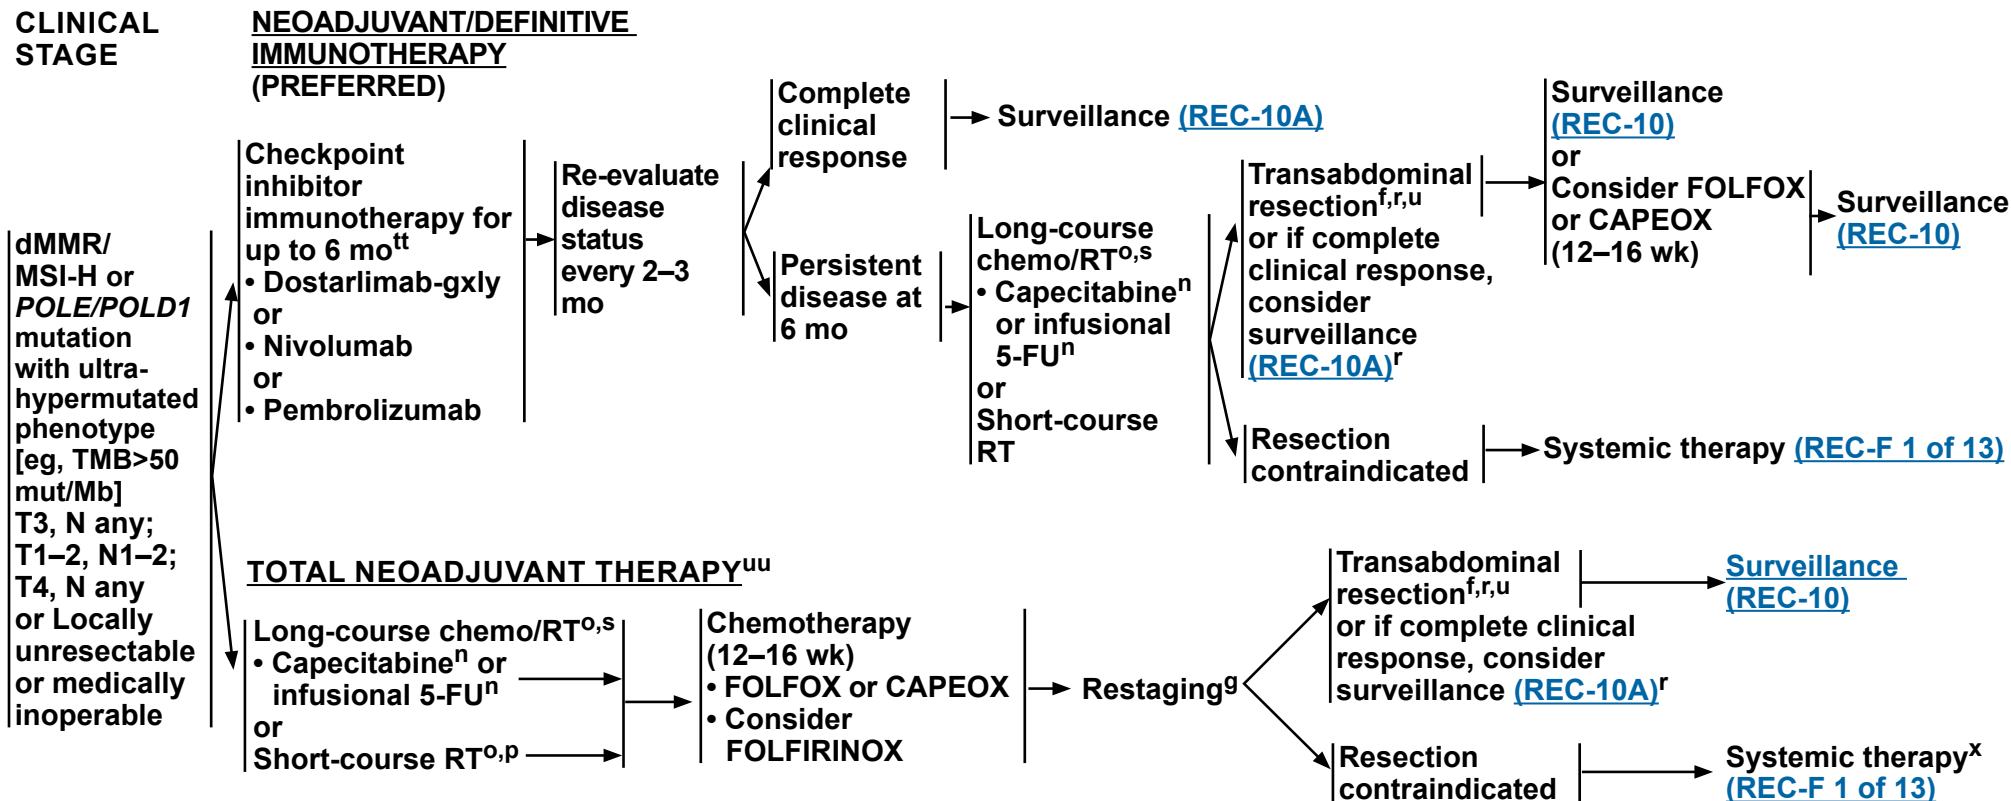 CLINICAL
STAGE
NEOADJUVANT/DEFINITIVE
IMMUNOTHERAPY
(PREFERRED)
dMMR/
MSI-H or
POLE/POLD1
mutation
with ultra-
hypermutated
phenotype
[eg, TMB>50
mut/Mb]
T3, N any;
T1–2, N1–2;
T4, N any
or Locally
unresectable
or medically
inoperable
Checkpoint
inhibitor
immunotherapy for
up to 6 mott
• Dostarlimab-gxly
or
• Nivolumab
or
• Pembrolizumab
Re-evaluate
disease
status
every 2–3
mo
Complete
clinical
response
Surveillance (REC-10A)
Persistent
disease at
6 mo
Long-course
chemo/RTo,s
• Capecitabinen
or infusional
5-FUn
or
Short-course
RT
Transabdominal
resectionf,r,u
or if complete
clinical response,
consider
surveillance
(REC-10A)r
Surveillance
(REC-10)
or
Consider FOLFOX
or CAPEOX
(12–16 wk)
Surveillance
(REC-10)
Resection
contraindicated
Systemic therapy (REC-F 1 of 13)
TOTAL NEOADJUVANT THERAPYuu
Long-course chemo/RTo,s
• Capecitabinen or
infusional 5-FUn
or
Short-course RTo,p
Chemotherapy
(12–16 wk)
• FOLFOX or CAPEOX
• Consider
FOLFIRINOX
Restagingg
Transabdominal
resectionf,r,u
or if complete clinical
response, consider
surveillance (REC-10A)r
Surveillance
(REC-10)
Resection
contraindicated
Systemic therapyx
(REC-F 1 of 13)